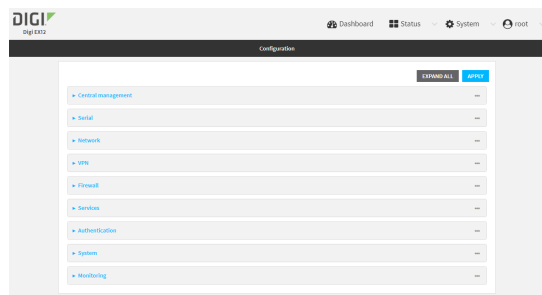 DIGI
Digi EX12
Dashboard Status System root
Configuration
EXPAND ALL APPLY
Central management
Serial
Network
VPN
Firewall
Services
Authentication
System
Monitoring